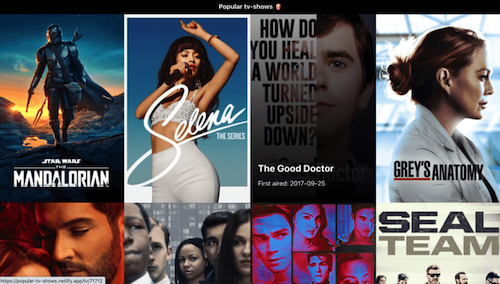 Popular tv-shows 🍿
STAR WARS
THE
MANDALORIAN
Selena
THE SERIES
HOW DO
YOU HEAL
A WORLD
TURNED
UPSIDE
DOWN?
The Good Doctor
First aired: 2017-09-25
GREY'S ANATOMY
SEAL
TEAM
https://popular-tv-shows.netlify.app/tv/71712